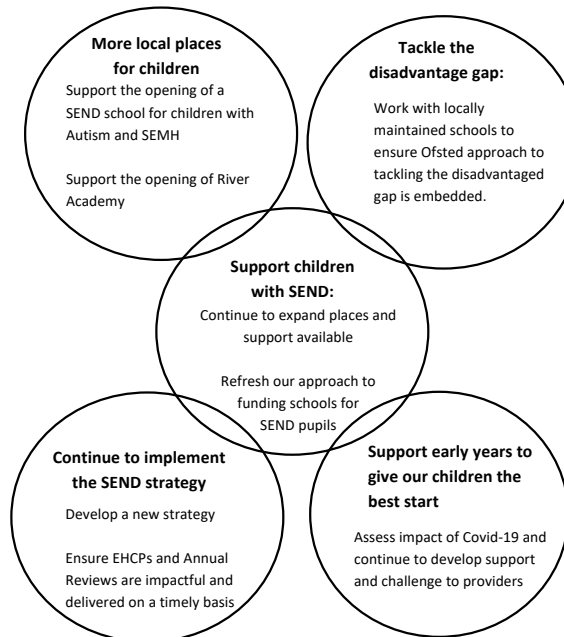 More local places
for children
Support the opening of a
SEND school for children with
Autism and SEMH
Support the opening of River
Academy
Tackle the
disadvantage gap:
Work with locally
maintained schools to
ensure Ofsted approach to
tackling the disadvantaged
gap is embedded.
Support children
with SEND:
Continue to expand places and
support available
Refresh our approach to
funding schools for
SEND pupils
Continue to implement
the SEND strategy
Develop a new strategy
Ensure EHCPs and Annual
Reviews are impactful and
delivered on a timely basis
Support early years to
give our children the
best start
Assess impact of Covid-19 and
continue to develop support
and challenge to providers